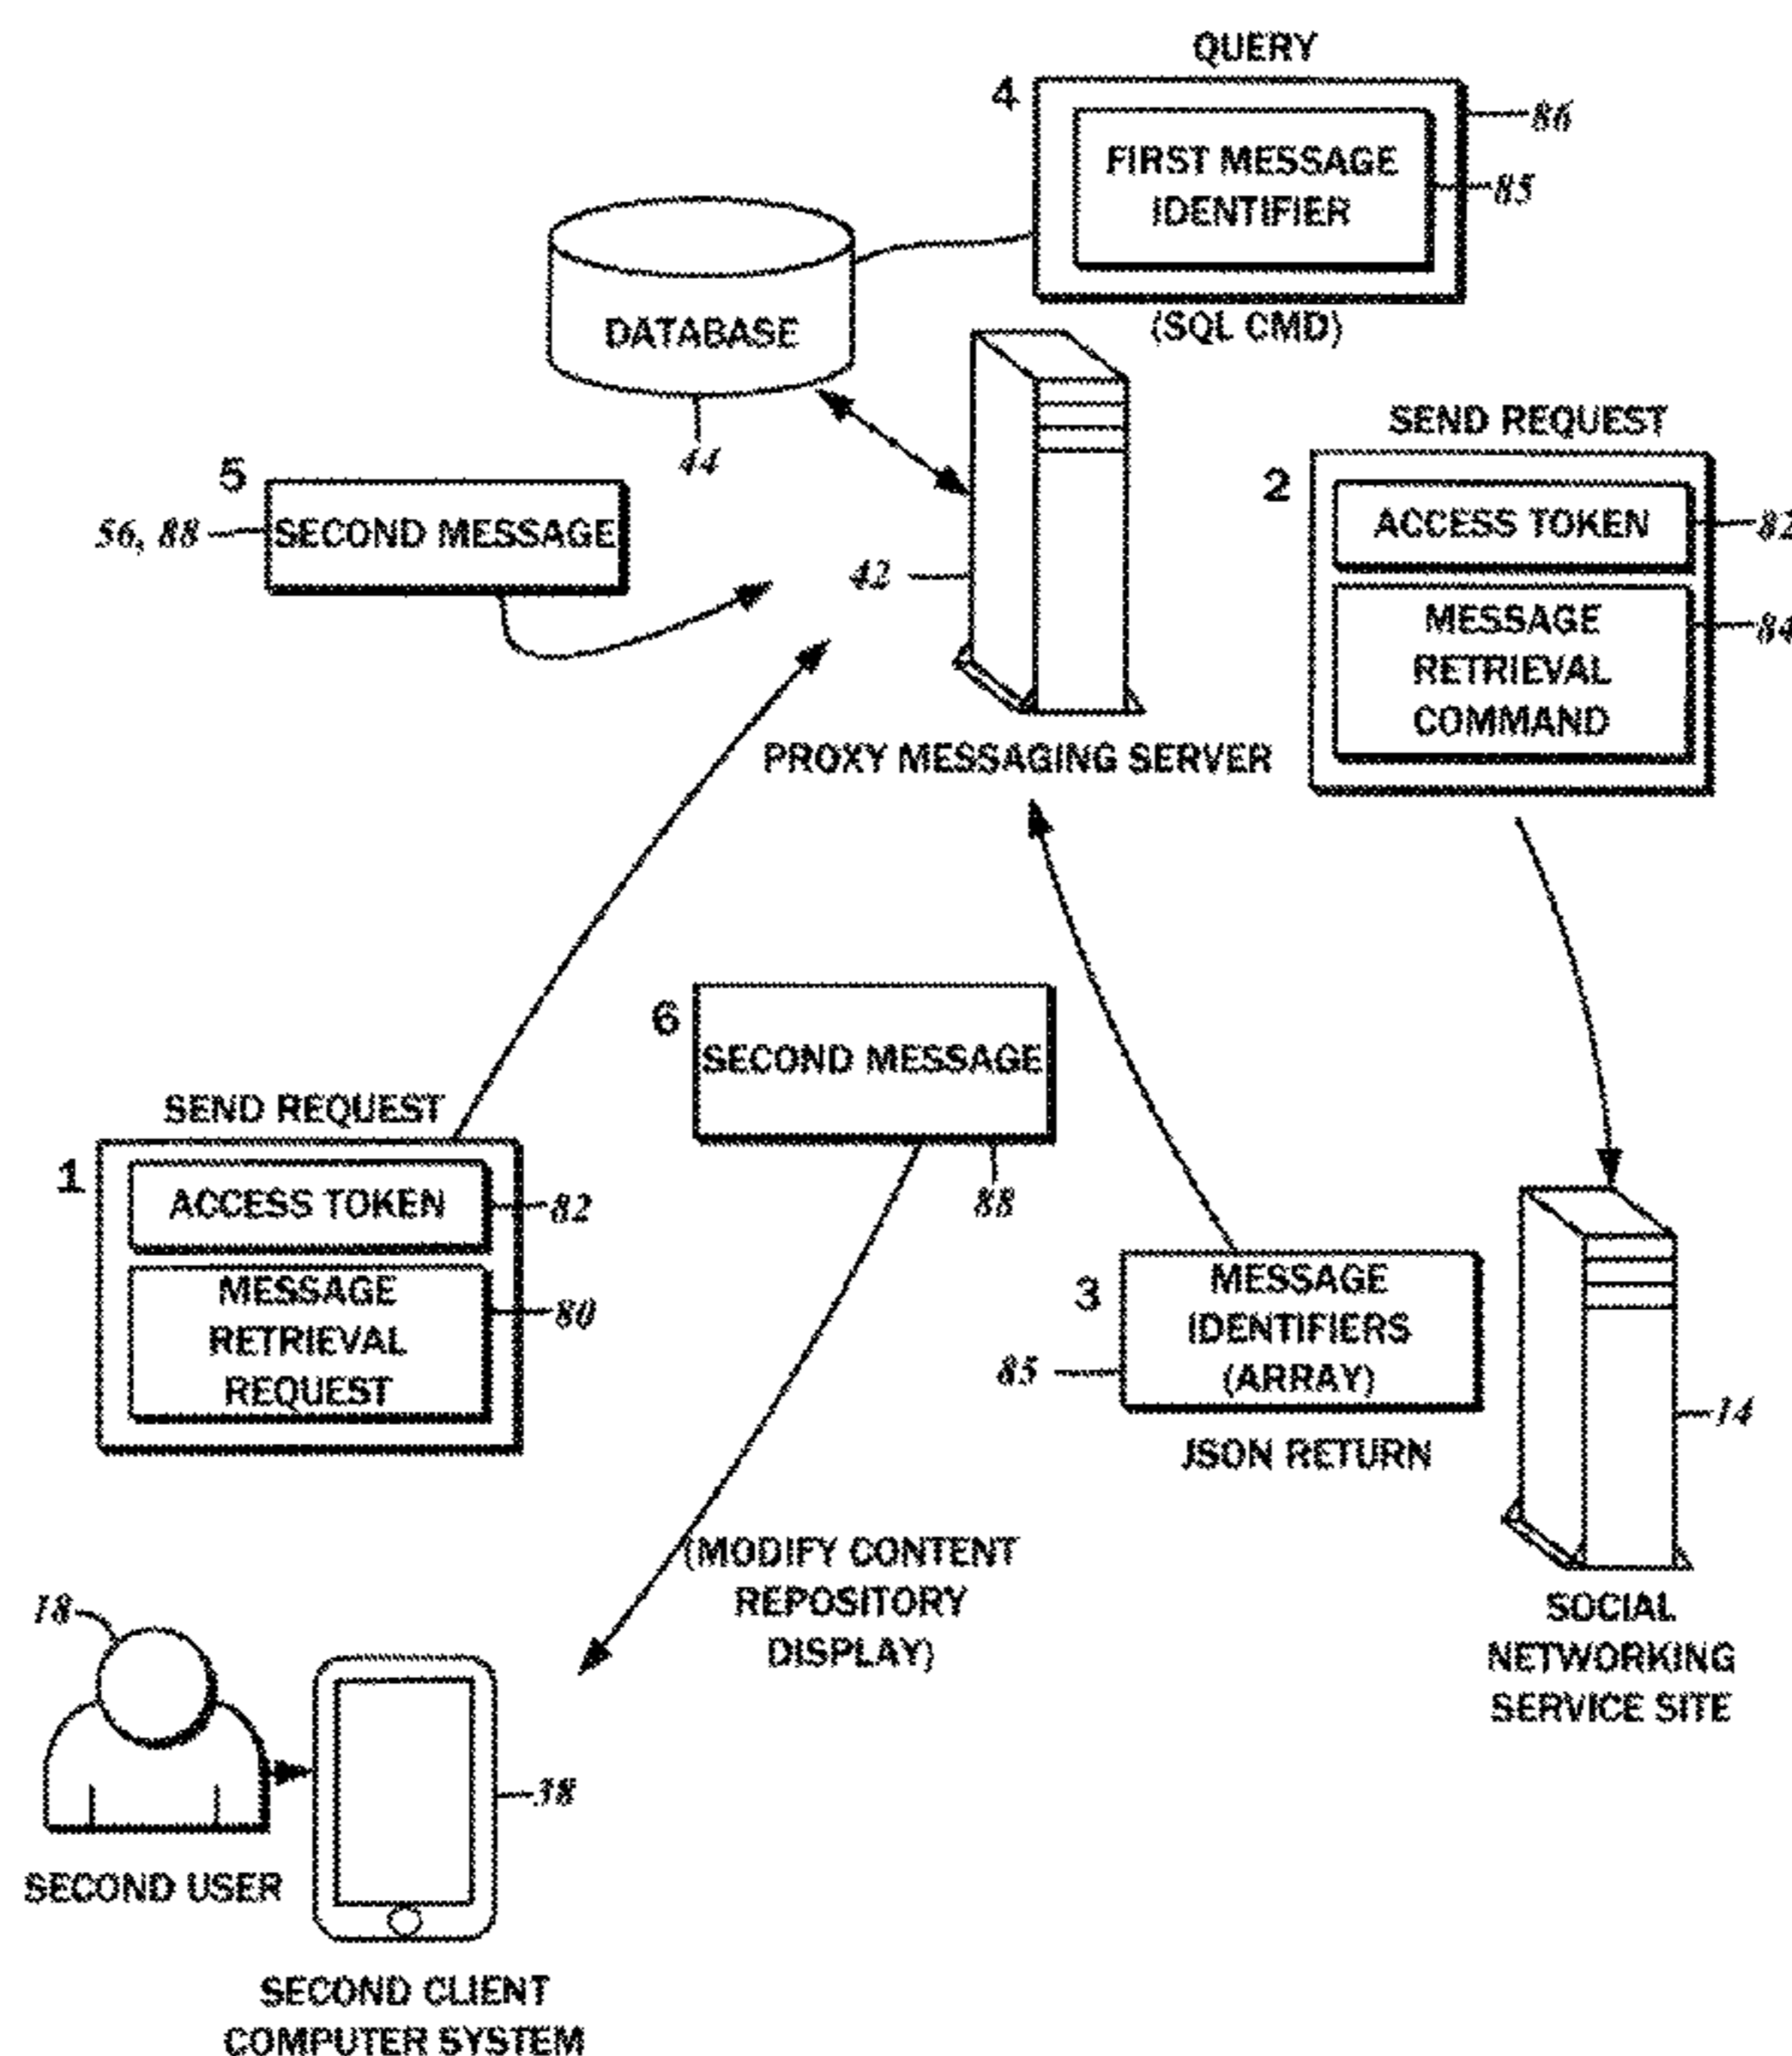 QUERY
4
86
FIRST MESSAGE
IDENTIFIER
85
(SQL CMD)
DATABASE
44
SEND REQUEST
2
ACCESS TOKEN
82
MESSAGE
RETRIEVAL
COMMAND
84
5
56, 88
SECOND MESSAGE
42
PROXY MESSAGING SERVER
6
SECOND MESSAGE
88
SEND REQUEST
1
ACCESS TOKEN
82
MESSAGE
RETRIEVAL
REQUEST
80
3
MESSAGE
IDENTIFIERS
(ARRAY)
85
JSON RETURN
14
(MODIFY CONTENT
REPOSITORY
DISPLAY)
SOCIAL
NETWORKING
SERVICE SITE
18
38
SECOND USER
SECOND CLIENT
COMPUTER SYSTEM